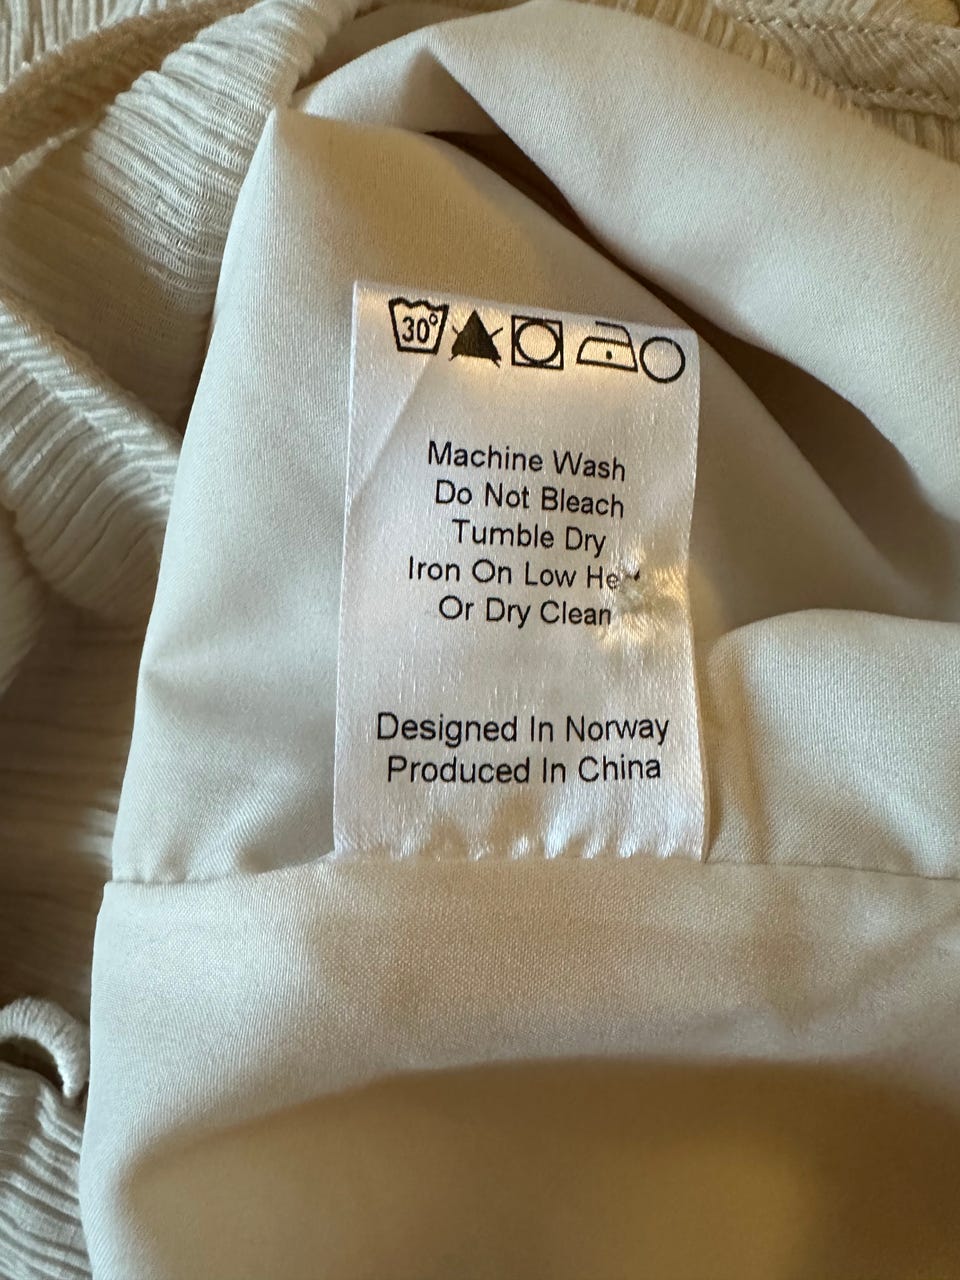 30°
Machine Wash
Do Not Bleach
Tumble Dry
Iron On Low
Or Dry Clean
Designed In Norway
Produced In China